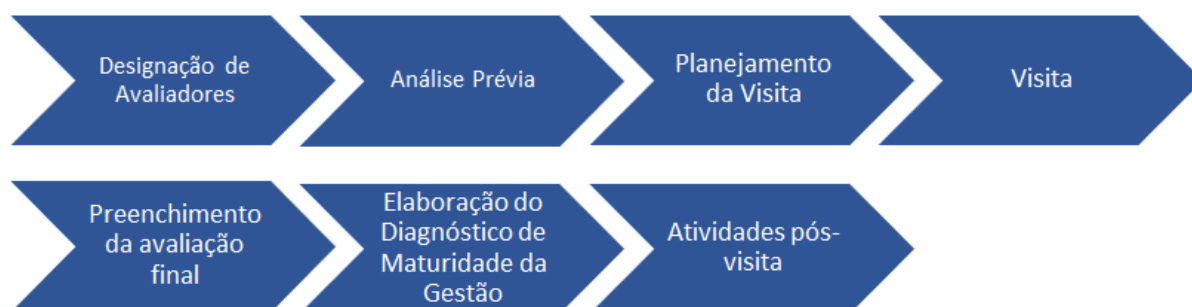 Designação de
Avaliadores
Análise Prévia
Planejamento
da Visita
Visita
Preenchimento
da avaliação
final
Elaboração do
Diagnóstico de
Maturidade da
Gestão
Atividades pós-
visita